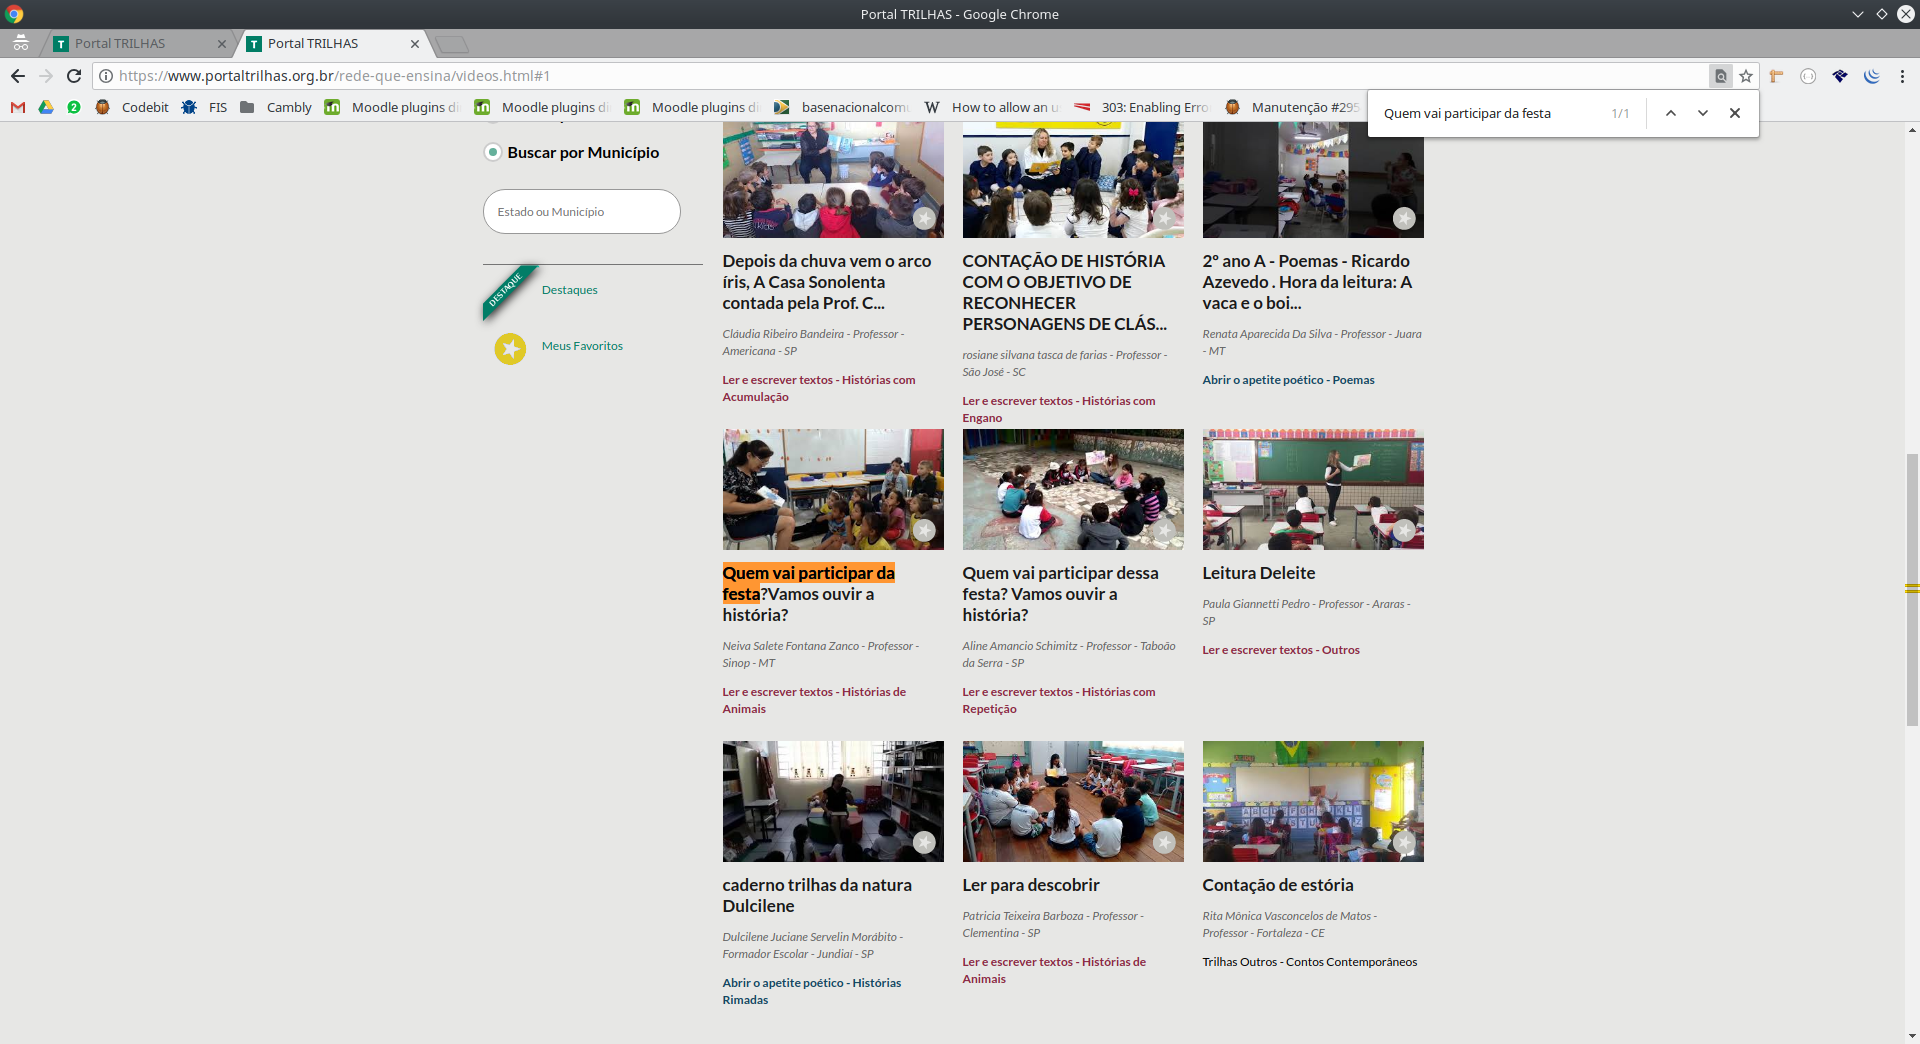 Portal TRILHAS - Google Chrome
Portal TRILHAS
Portal TRILHAS
https://www.portaltrilhas.org.br/rede-que-ensina/videos.html#1
2
Codebit
FIS
Cambly
Moodle plugins di
Moodle plugins di
Moodle plugins di
basenacionalcomu
How to allow an u
303: Enabling Erro
Manutenção #295
Quem vai participar da festa
1/1
Buscar por Município
Estado ou Município
DESTAQUE
Destaques
Meus Favoritos
Depois da chuva vem o arco
íris, A Casa Sonolenta
contada pela Prof. C...
Cláudia Ribeiro Bandeira - Professor -
Americana - SP
Ler e escrever textos - Histórias com
Acumulação
CONTAÇÃO DE HISTÓRIA
COM O OBJETIVO DE
RECONHECER
PERSONAGENS DE CLÁS...
rosiane silvana tasca de farias - Professor -
São José - SC
Ler e escrever textos - Histórias com
Engano
2º ano A - Poemas - Ricardo
Azevedo . Hora da leitura: A
vaca e o boi...
Renata Aparecida Da Silva - Professor - Juara
- MT
Abrir o apetite poético - Poemas
Quem vai participar da
festa?Vamos ouvir a
história?
Neiva Salete Fontana Zanco - Professor -
Sinop - MT
Ler e escrever textos - Histórias de
Animais
Quem vai participar dessa
festa? Vamos ouvir a
história?
Aline Amancio Schimitz - Professor - Taboão
da Serra - SP
Ler e escrever textos - Histórias com
Repetição
Leitura Deleite
Paula Giannetti Pedro - Professor - Araras -
SP
Ler e escrever textos - Outros
caderno trilhas da natura
Dulcilene
Dulcilene Juciane Servelin Morábito -
Formador Escolar - Jundiaí - SP
Abrir o apetite poético - Histórias
Rimadas
Ler para descobrir
Patricia Teixeira Barboza - Professor -
Clementina - SP
Ler e escrever textos - Histórias de
Animais
Contação de estória
Rita Mônica Vasconcelos de Matos -
Professor - Fortaleza - CE
Trilhas Outros - Contos Contemporâneos